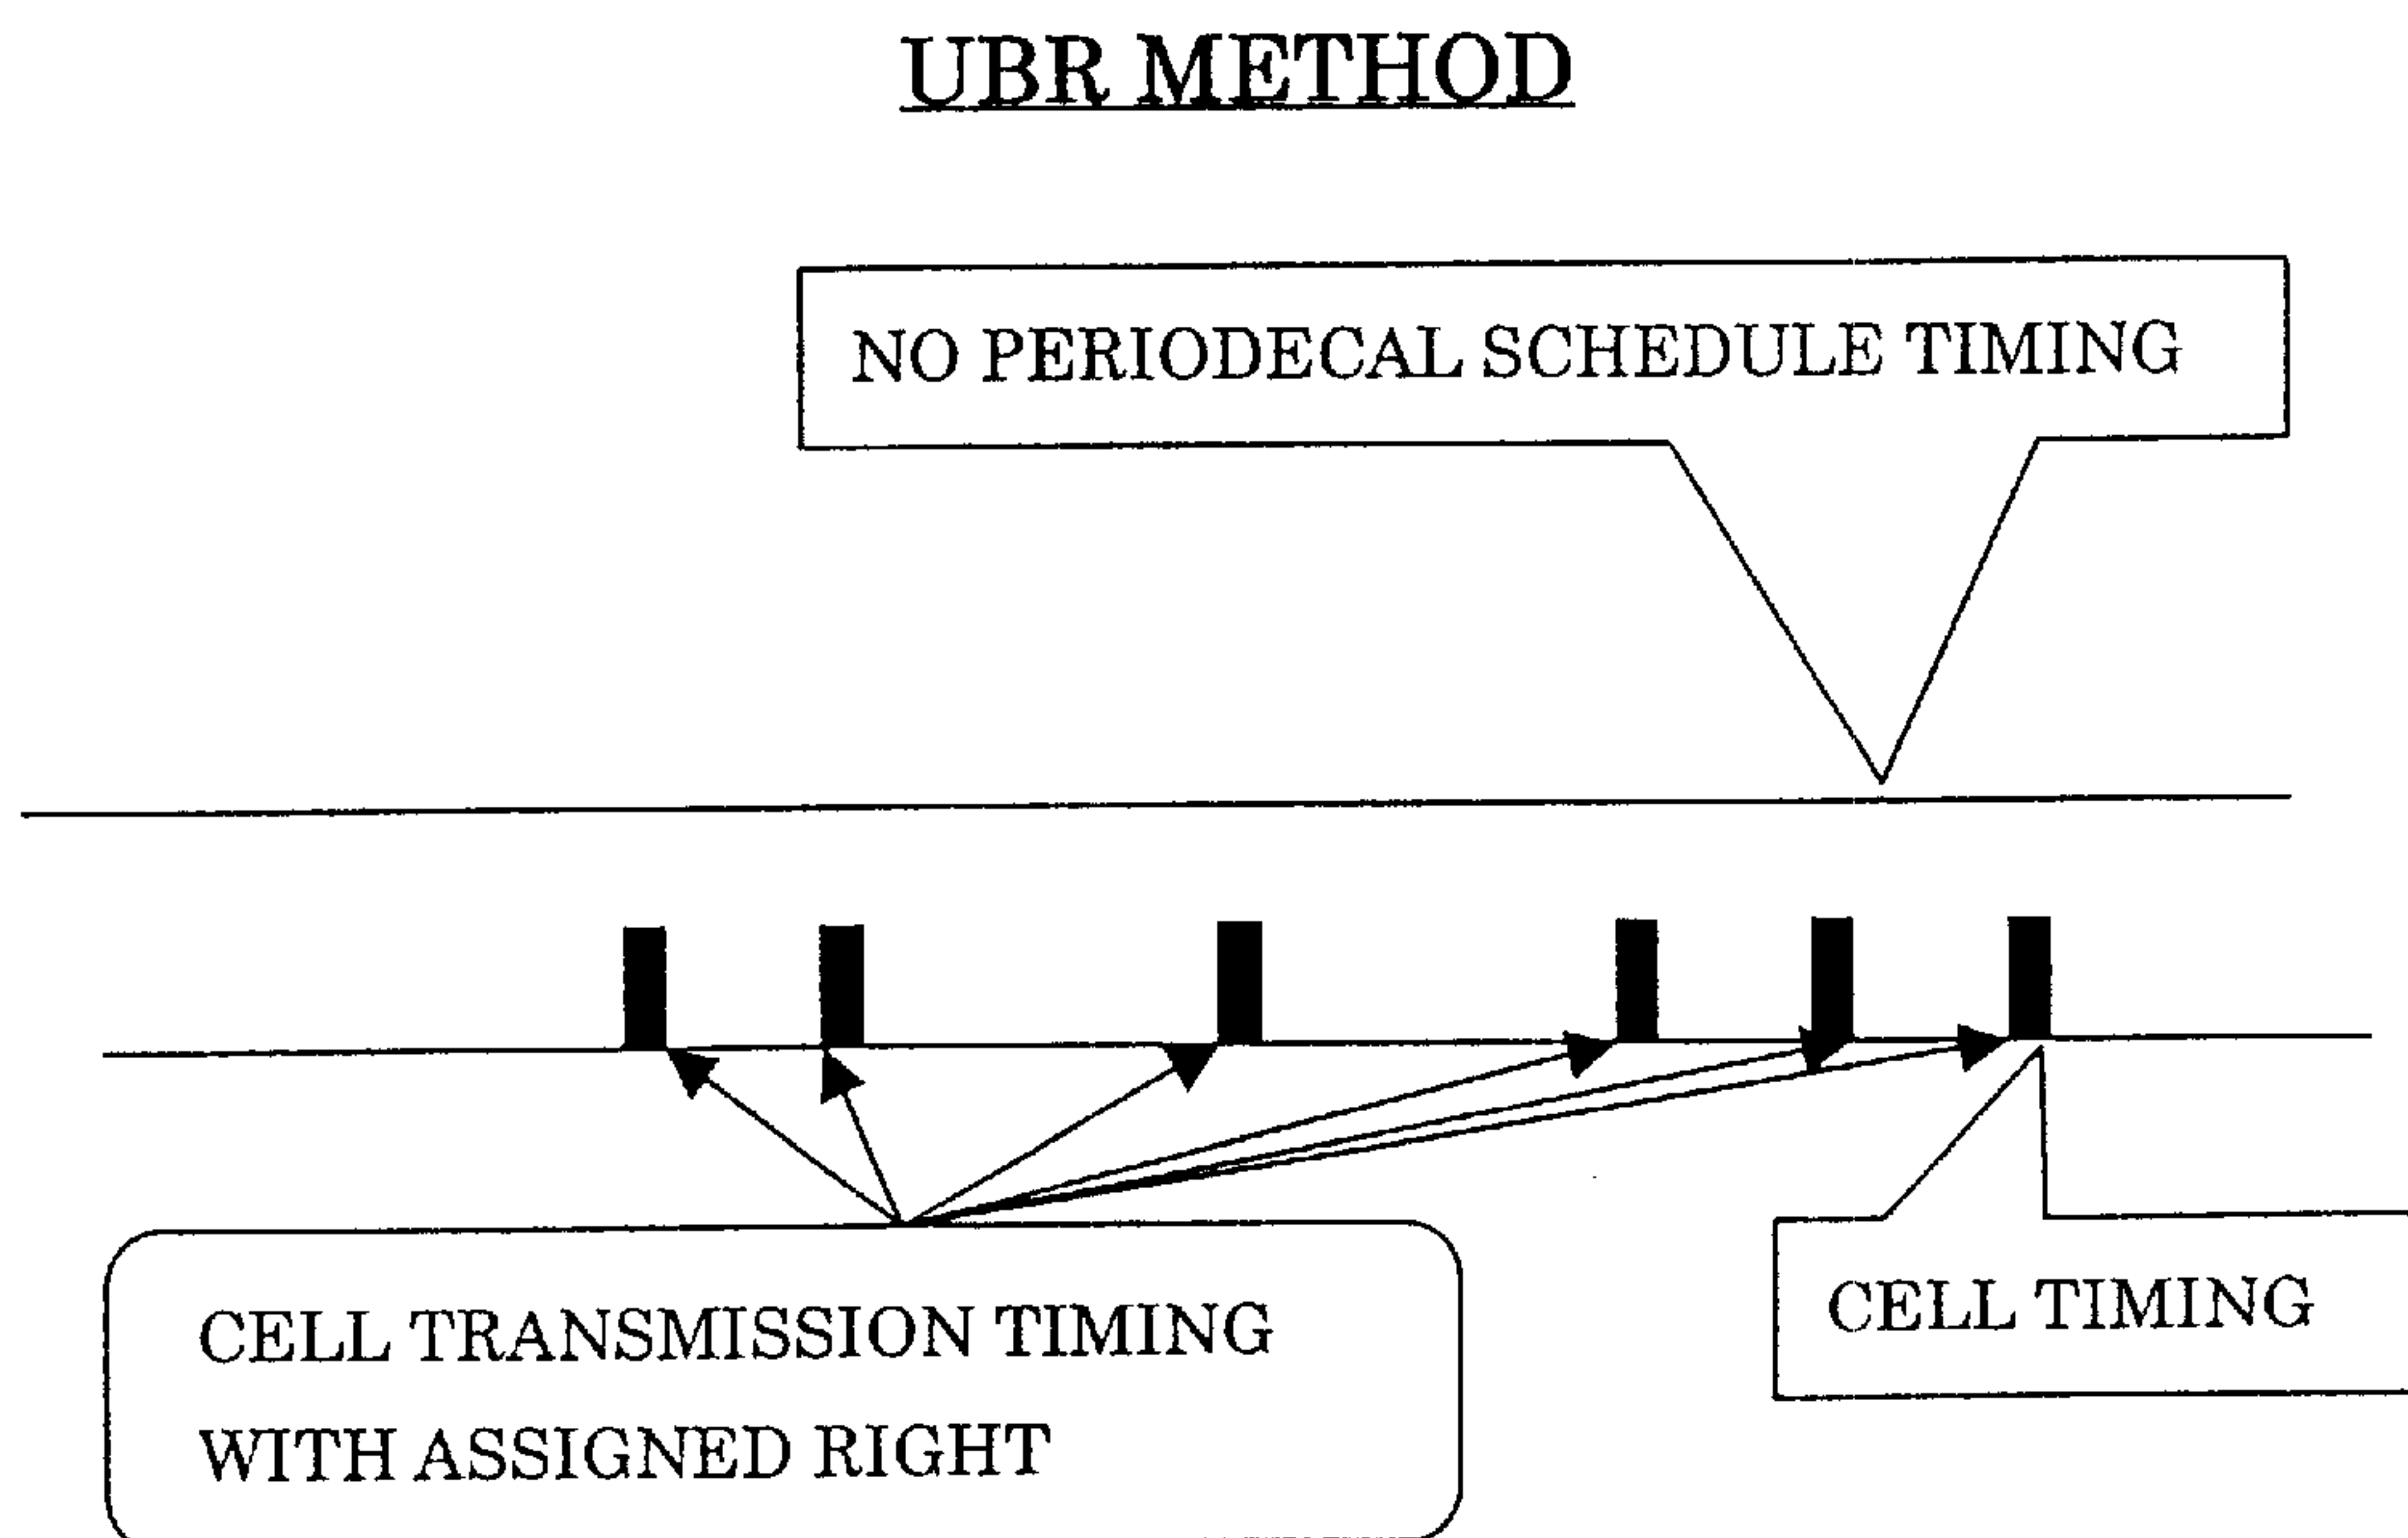 UBR METHOD
NO PERIODECAL SCHEDULE TIMING
CELL TRANSMISSION TIMING
WITH ASSIGNED RIGHT
CELL TIMING